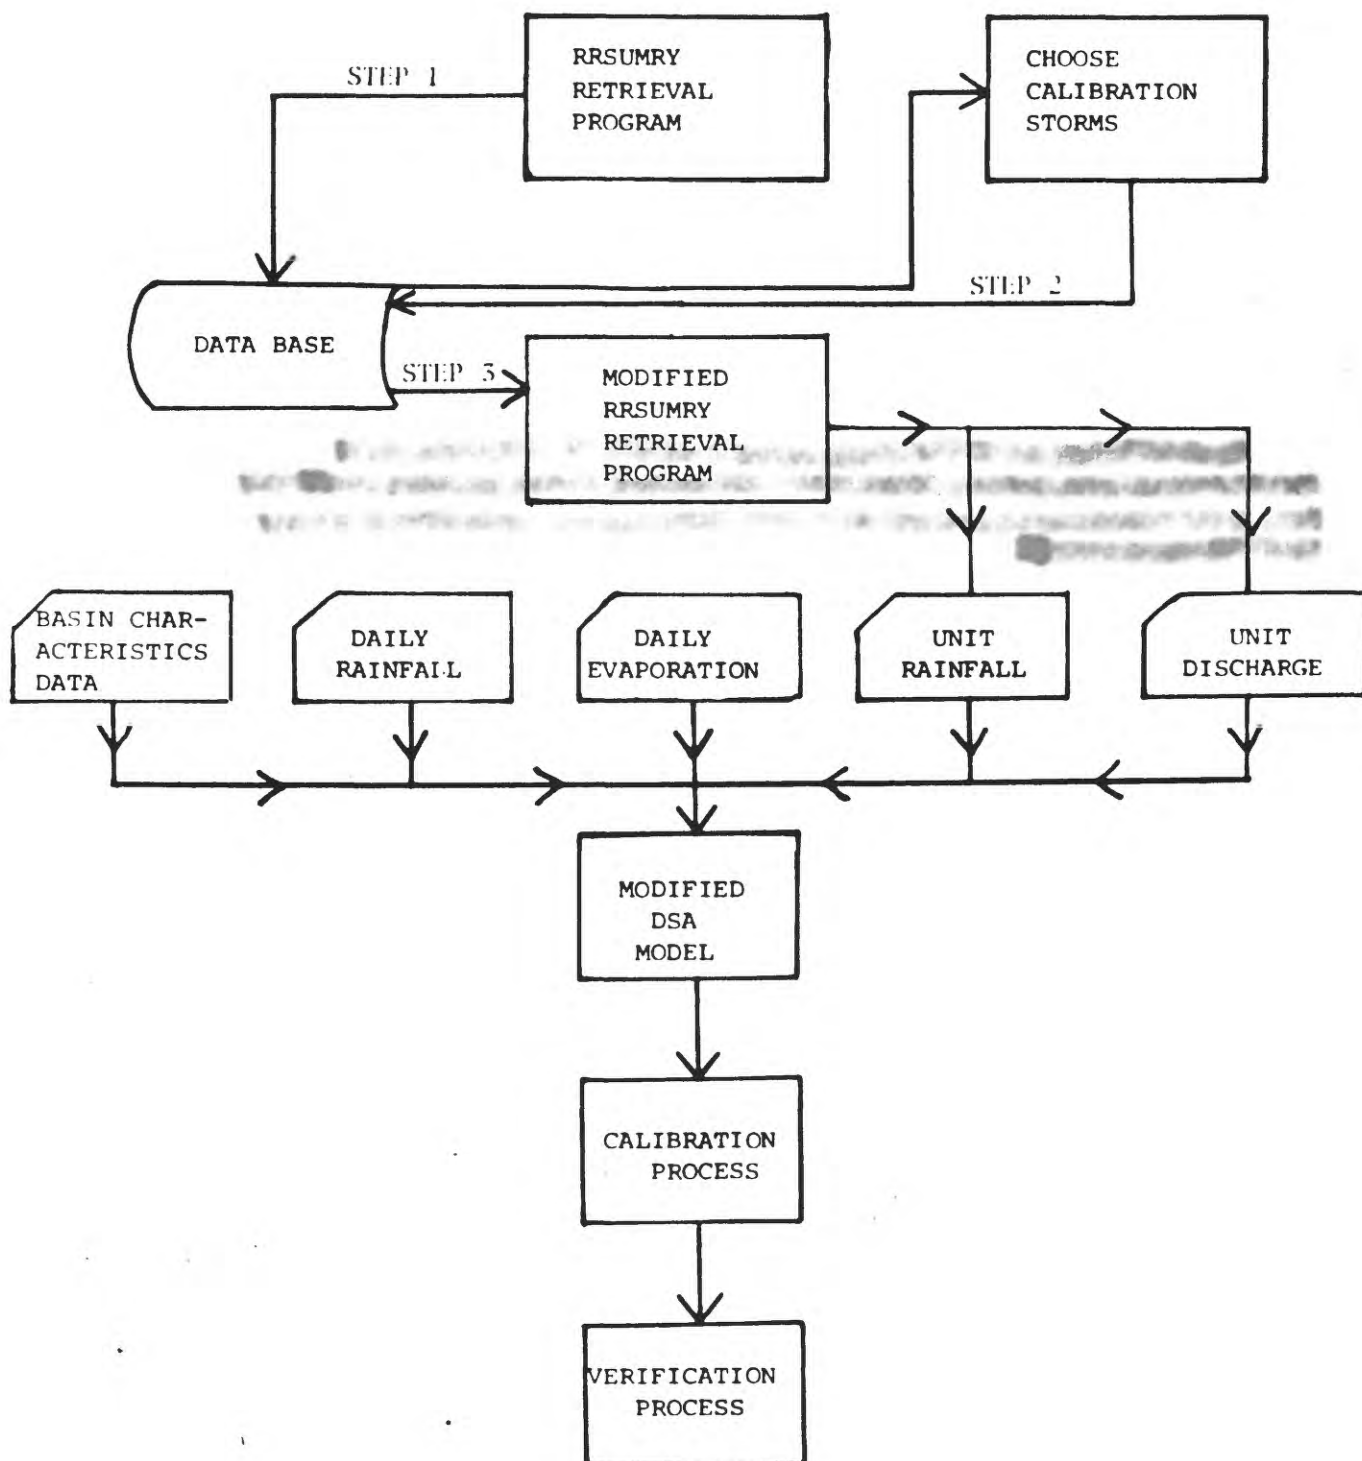 STEP 1
RRSUMRY
RETRIEVAL
PROGRAM
CHOOSE
CALIBRATION
STORMS
STEP 2
DATA BASE
STEP 3
MODIFIED
RRSUMRY
RETRIEVAL
PROGRAM
BASIN CHAR-
ACTERISTICS
DATA
DAILY
RAINFALL
DAILY
EVAPORATION
UNIT
RAINFALL
UNIT
DISCHARGE
MODIFIED
DSA
MODEL
CALIBRATION
PROCESS
VERIFICATION
PROCESS